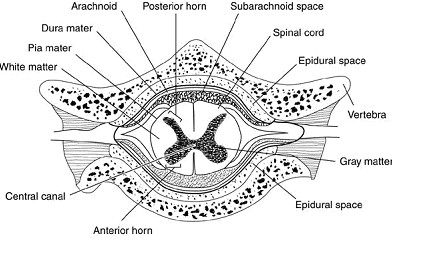 Arachnoid
Posterior horn
Subarachnoid space
Dura mater
Spinal cord
Pia mater
Epidural space
White matter
Vertebra
Gray matter
Central canal
Epidural space
Anterior horn